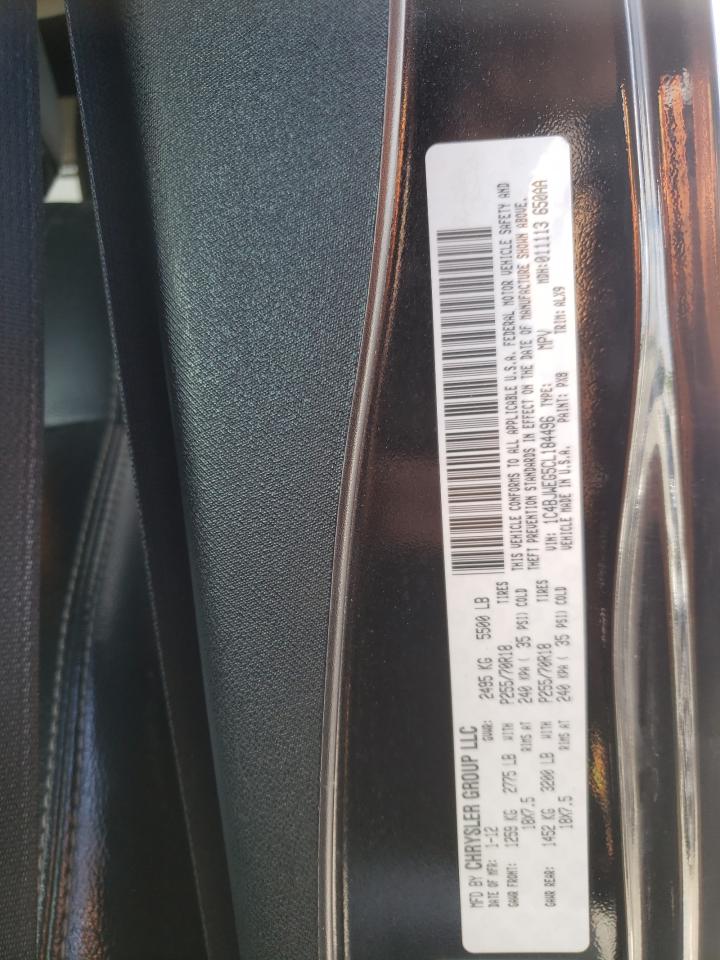 MFD BY CHRYSLER GROUP LLC
DATE OF MFR: 1-12 GVWR: 2495 KG 5500 LB
GAWR FRONT: 1259 KG 2775 LB WITH P255/70R18 TIRES
18X7.5 RIMS AT 240 KPA ( 35 PSI) COLD
GAWR REAR: 1452 KG 3200 LB WITH P255/70R18 TIRES
18X7.5 RIMS AT 240 KPA ( 35 PSI) COLD
THIS VEHICLE CONFORMS TO ALL APPLICABLE U.S.A. FEDERAL MOTOR VEHICLE SAFETY AND
THEFT PREVENTION STANDARDS IN EFFECT ON THE DATE OF MANUFACTURE SHOWN ABOVE.
VIN: 1C4BJWEG5CL184496 TYPE: MPV MDH: 011113 650AA
VEHICLE MADE IN U.S.A. PAINT: PX8 TRIM: ALX9